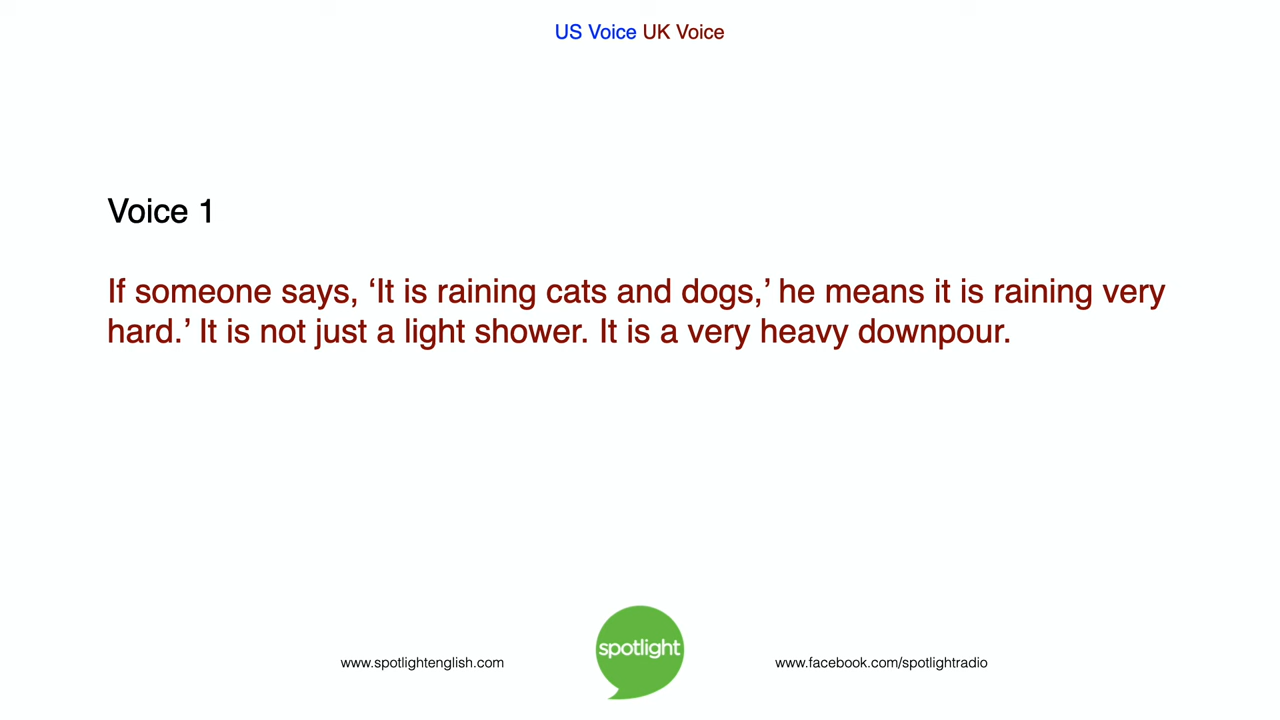 US Voice UK Voice
Voice 1
If someone says, ‘It is raining cats and dogs,’ he means it is raining very
hard.’ It is not just a light shower. It is a very heavy downpour.
spotlight
www.spotlightenglish.com
www.facebook.com/spotlightradio